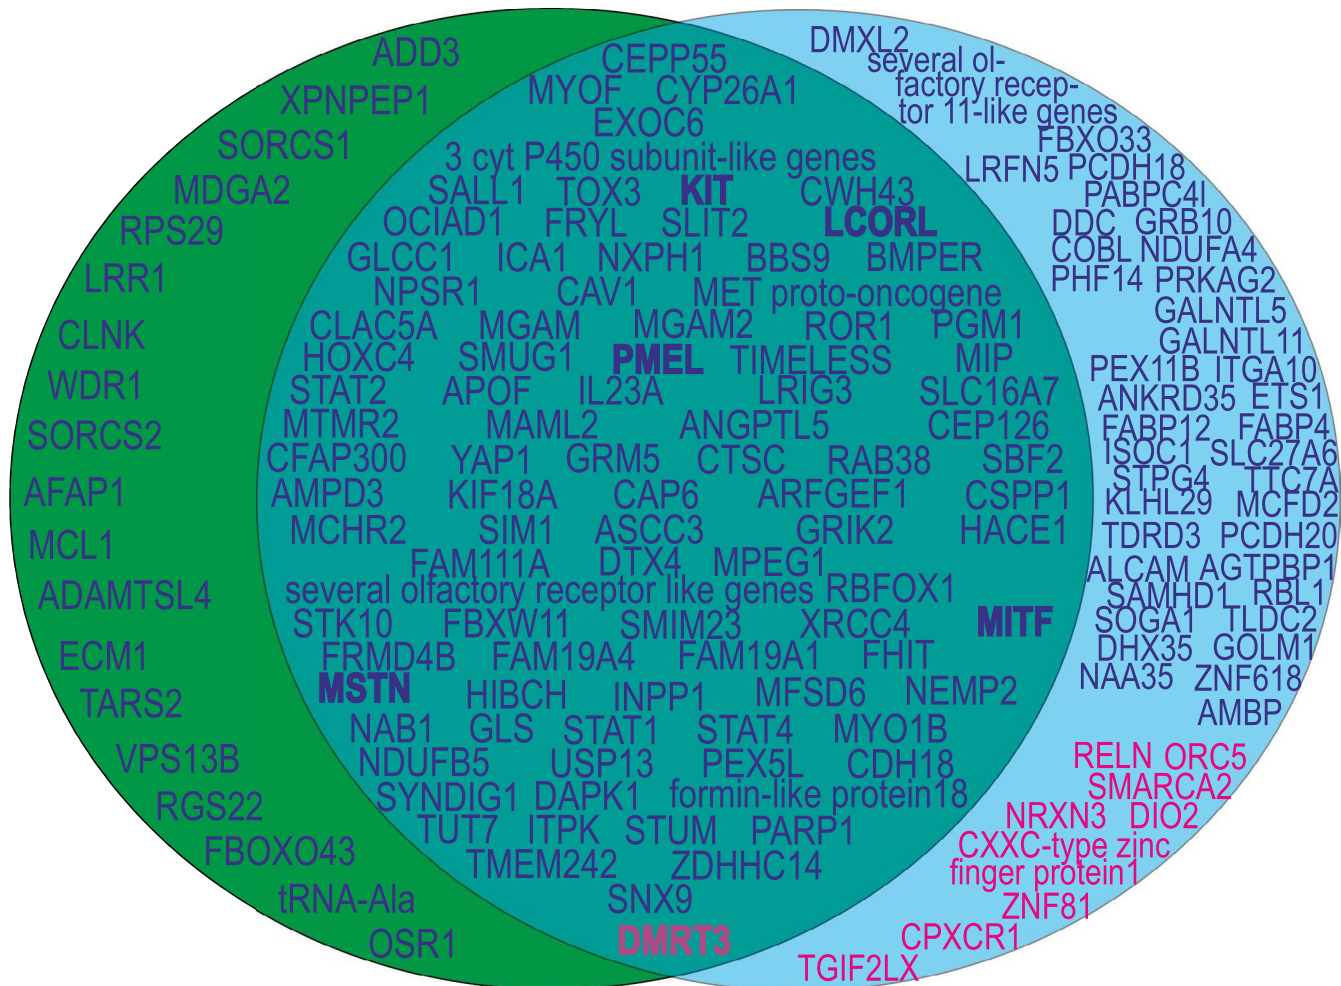 ADD3
XPNPEP1
SORCS1
MDGA2
RPS29
LRR1
CLNK
WDR1
SORCS2
AFAP1
MCL1
ADAMTSL4
ECM1
TARS2
VPS13B
RGS22
FBOXO43
tRNA-Ala
OSR1
CEPP55
MYOF CYP26A1
EXOC6
3 cyt P450 subunit-like genes
SALL1 TOX3 KIT CWH43
OCIAD1 FRYL SLIT2 LCORL
GLCC1 ICA1 NXPH1 BBS9 BMPER
NPSR1 CAV1 MET proto-oncogene
CLAC5A MGAM MGAM2 ROR1 PGM1
HOXC4 SMUG1 PMEL TIMELESS MIP
STAT2 APOF IL23A LRIG3 SLC16A7
MTMR2 MAML2 ANGPTL5 CEP126
CFAP300 YAP1 GRM5 CTSC RAB38 SBF2
AMPD3 KIF18A CAP6 ARFGEF1 CSPP1
MCHR2 SIM1 ASCC3 GRIK2 HACE1
FAM111A DTX4 MPEG1
several olfactory receptor like genes RBFOX1
STK10 FBXW11 SMIM23 XRCC4 MITF
FRMD4B FAM19A4 FAM19A1 FHIT
MSTN HIBCH INPP1 MFSD6 NEMP2
NAB1 GLS STAT1 STAT4 MYO1B
NDUFB5 USP13 PEX5L CDH18
SYNDIG1 DAPK1 formin-like protein18
TUT7 ITPK STUM PARP1
TMEM242 ZDHHC14
SNX9
DMRT3
DMXL2
several ol-
factory recep-
tor 11-like genes
FBXO33
LRFN5 PCDH18
PABPC4I
DDC GRB10
COBL NDUFA4
PHF14 PRKAG2
GALNTL5
GALNTL11
PEX11B ITGA10
ANKRD35 ETS1
FABP12 FABP4
ISOC1 SLC27A6
STPG4 TTC7A
KLHL29 MCFD2
TDRD3 PCDH20
ALCAM AGTPBP1
SAMHD1 RBL1
SOGA1 TLDC2
DHX35 GOLM1
NAA35 ZNF618
AMBP
RELN ORC5
SMARCA2
NRXN3 DIO2
CXXC-type zinc
finger protein1
ZNF81
CPXCR1
TGIF2LX